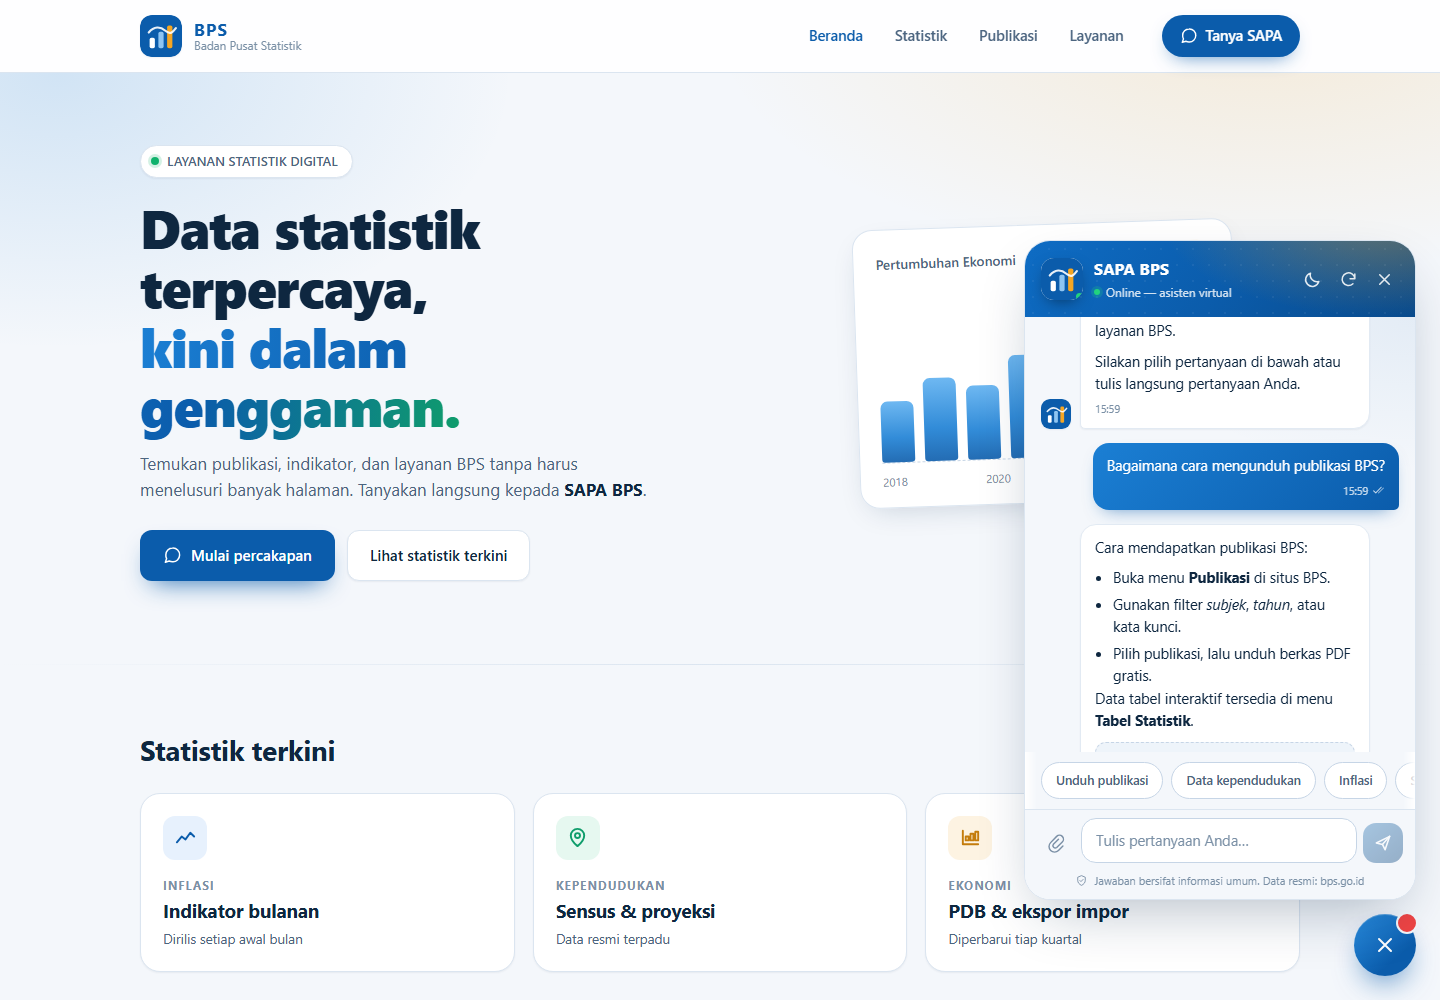 BPS
Badan Pusat Statistik
Beranda
Statistik
Publikasi
Layanan
Tanya SAPA
LAYANAN STATISTIK DIGITAL
Data statistik
terpercaya,
kini dalam
genggaman.
Temukan publikasi, indikator, dan layanan BPS tanpa harus
menelusuri banyak halaman. Tanyakan langsung kepada SAPA BPS.
Mulai percakapan
Lihat statistik terkini
Pertumbuhan Ekonomi
2018
2020
Statistik terkini
INFLASI
Indikator bulanan
Dirilis setiap awal bulan
KEPENDUDUKAN
Sensus & proyeksi
Data resmi terpadu
EKONOMI
PDB & ekspor impor
Diperbarui tiap kuartal
SAPA BPS
Online — asisten virtual
layanan BPS.
Silakan pilih pertanyaan di bawah atau
tulis langsung pertanyaan Anda.
15:59
Bagaimana cara mengunduh publikasi BPS?
15:59
Cara mendapatkan publikasi BPS:
• Buka menu Publikasi di situs BPS.
• Gunakan filter subjek, tahun, atau
kata kunci.
• Pilih publikasi, lalu unduh berkas PDF
gratis.
Data tabel interaktif tersedia di menu
Tabel Statistik.
Unduh publikasi
Data kependudukan
Inflasi
Tulis pertanyaan Anda...
Jawaban bersifat informasi umum. Data resmi: bps.go.id